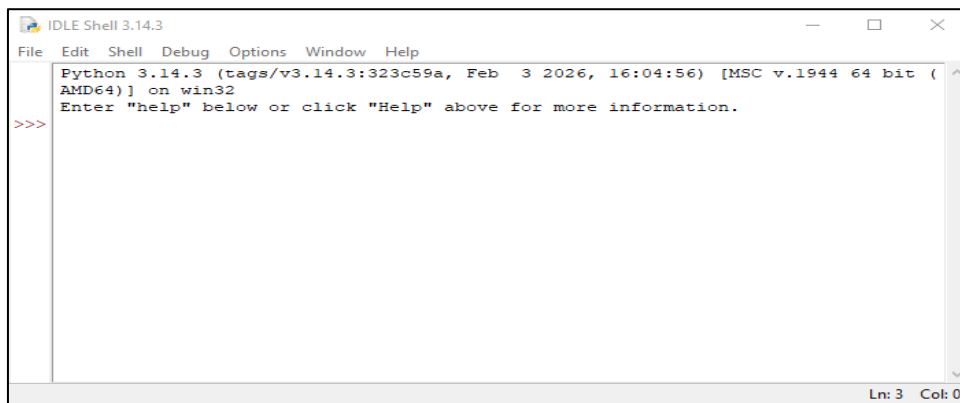 IDLE Shell 3.14.3
File Edit Shell Debug Options Window Help
Python 3.14.3 (tags/v3.14.3:323c59a, Feb  3 2026, 16:04:56) [MSC v.1944 64 bit (
AMD64)] on win32
Enter "help" below or click "Help" above for more information.
>>>
Ln: 3 Col: 0